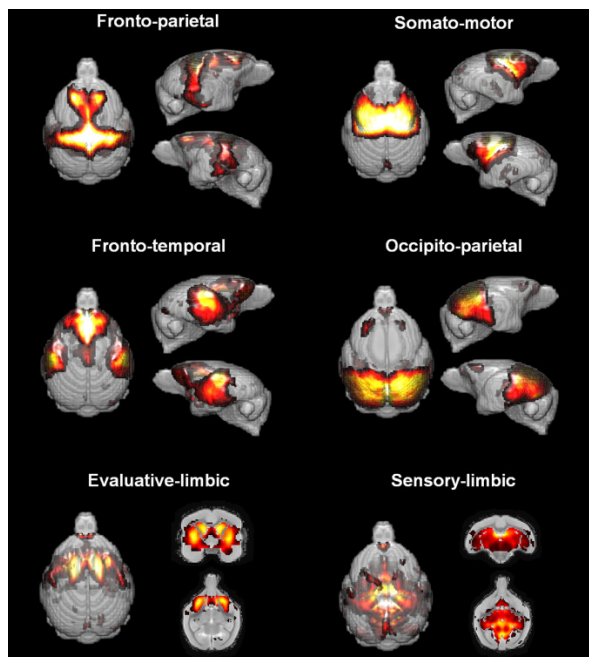 Fronto-parietal
Somato-motor
Fronto-temporal
Occipito-parietal
Evaluative-limbic
Sensory-limbic